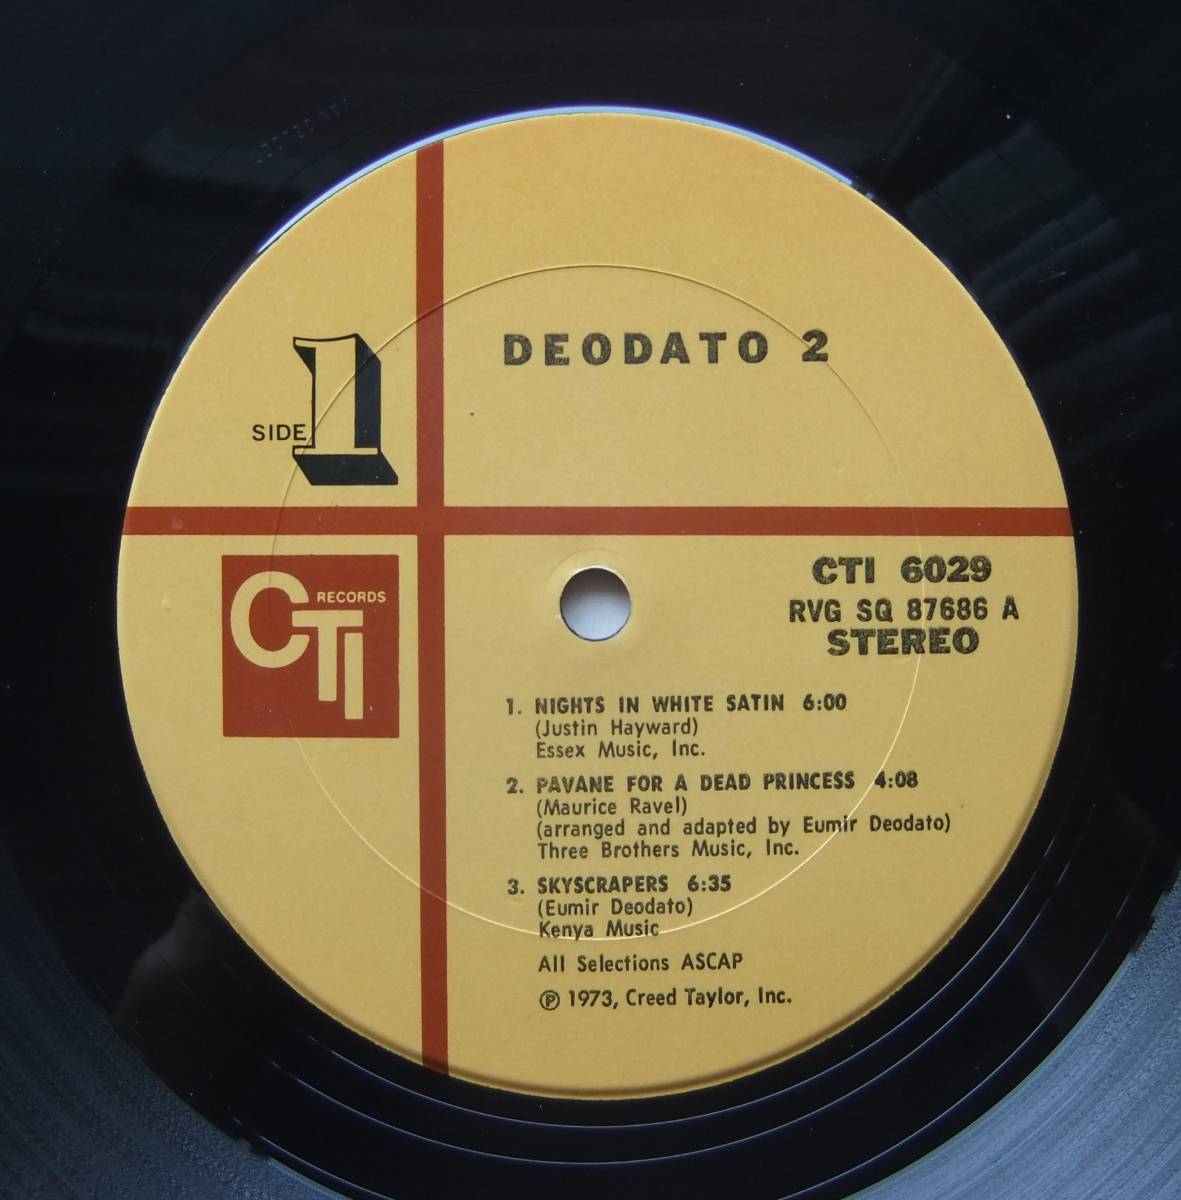 DEODATO 2
SIDE 1
CTI RECORDS
CTI 6029
RVG SQ 87686 A
STEREO
1. NIGHTS IN WHITE SATIN 6:00
(Justin Hayward)
Essex Music, Inc.
2. PAVANE FOR A DEAD PRINCESS 4:08
(Maurice Ravel)
(arranged and adapted by Eumir Deodato)
Three Brothers Music, Inc.
3. SKYSCRAPERS 6:35
(Eumir Deodato)
Kenya Music
All Selections ASCAP
Ⓟ 1973, Creed Taylor, Inc.